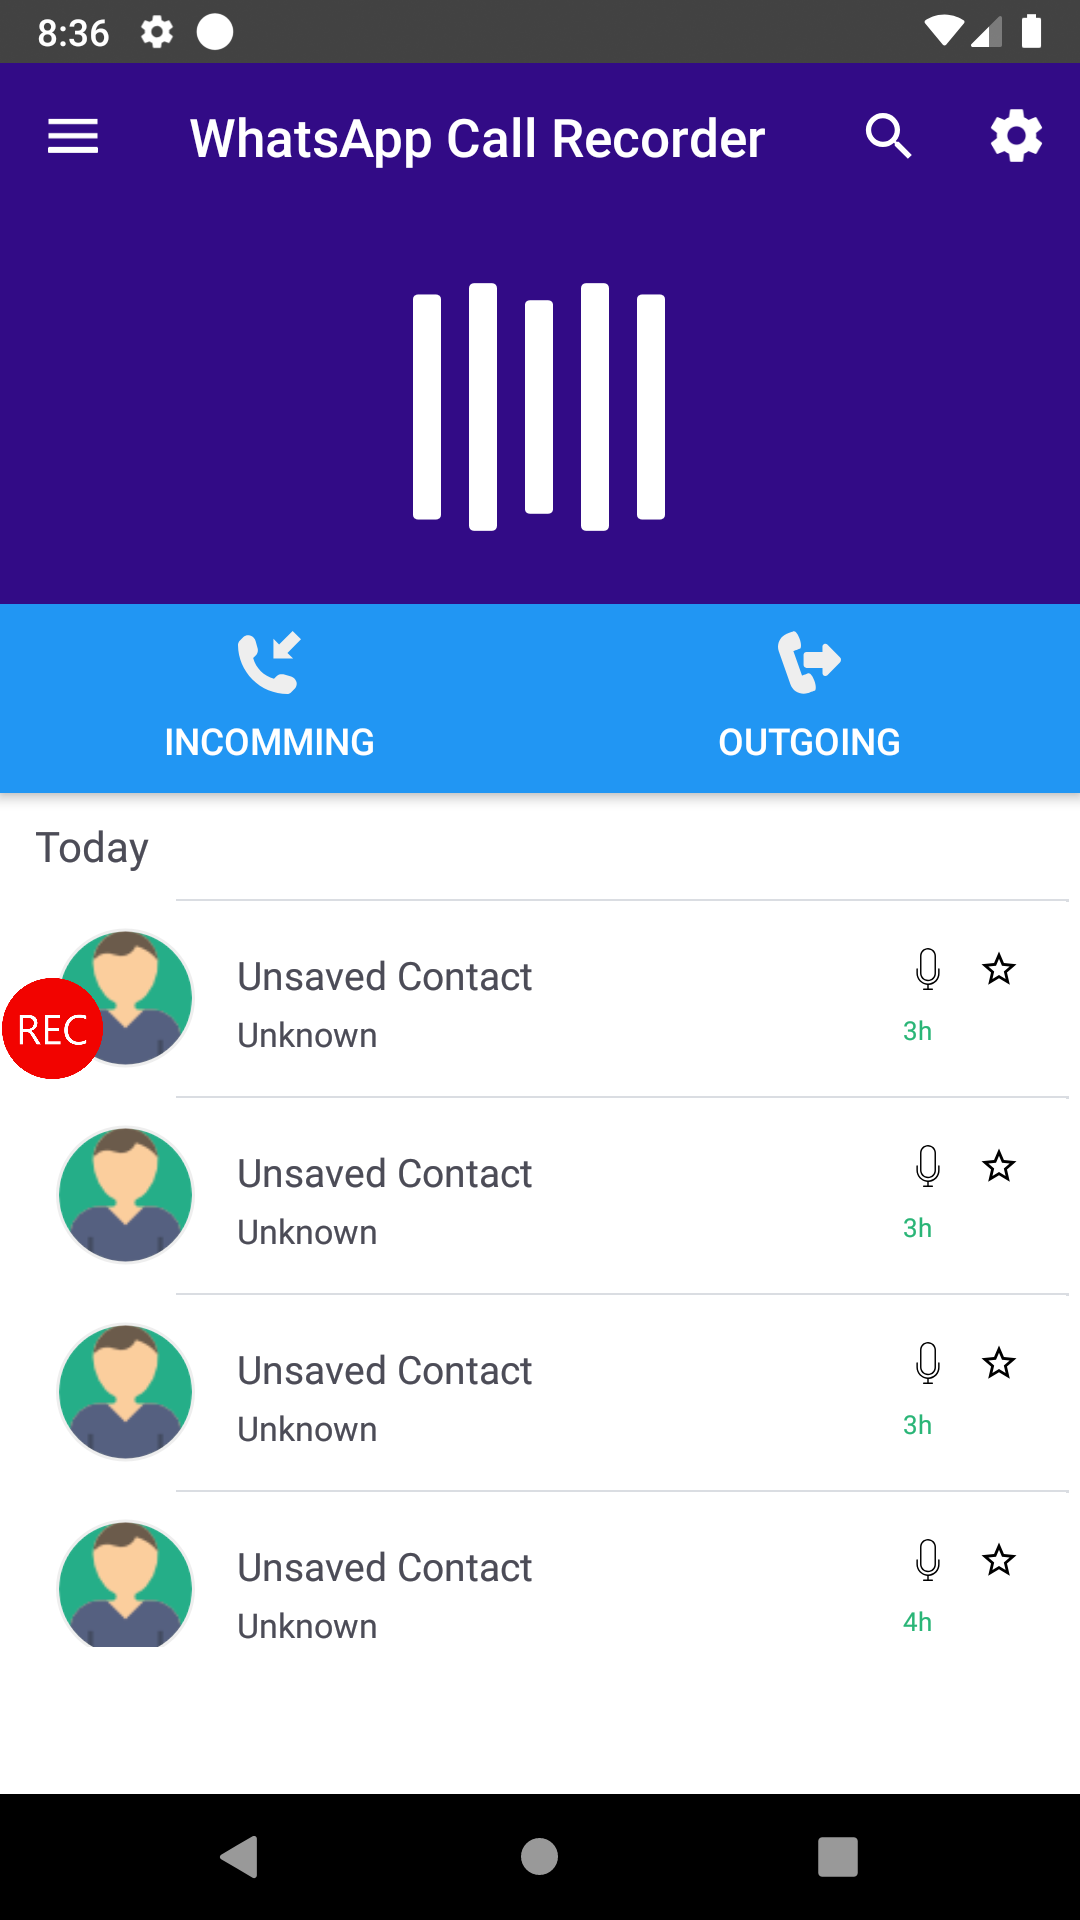 8:36
WhatsApp Call Recorder
INCOMMING
OUTGOING
Today
Unsaved Contact
Unknown
3h
REC
Unsaved Contact
Unknown
3h
Unsaved Contact
Unknown
3h
Unsaved Contact
Unknown
4h